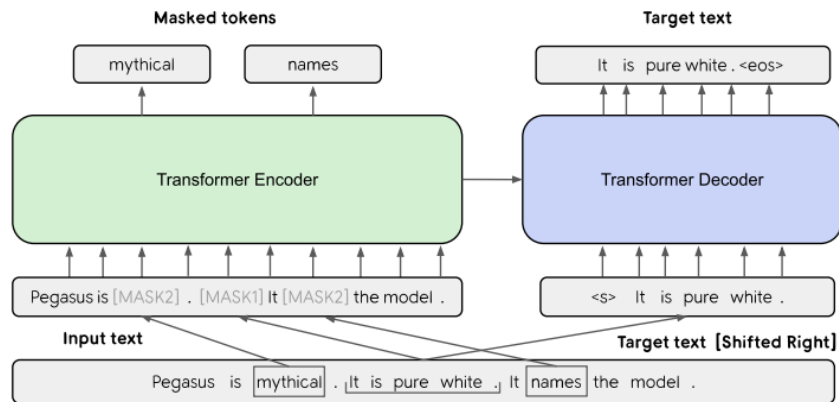 Masked tokens Target text
mythical names It is pure white . <eos>
Transformer Encoder Transformer Decoder
Pegasus is [MASK2] . [MASK1] It [MASK2] the model . <s> It is pure white .
Input text Target text [Shifted Right]
Pegasus is mythical . It is pure white . It names the model .